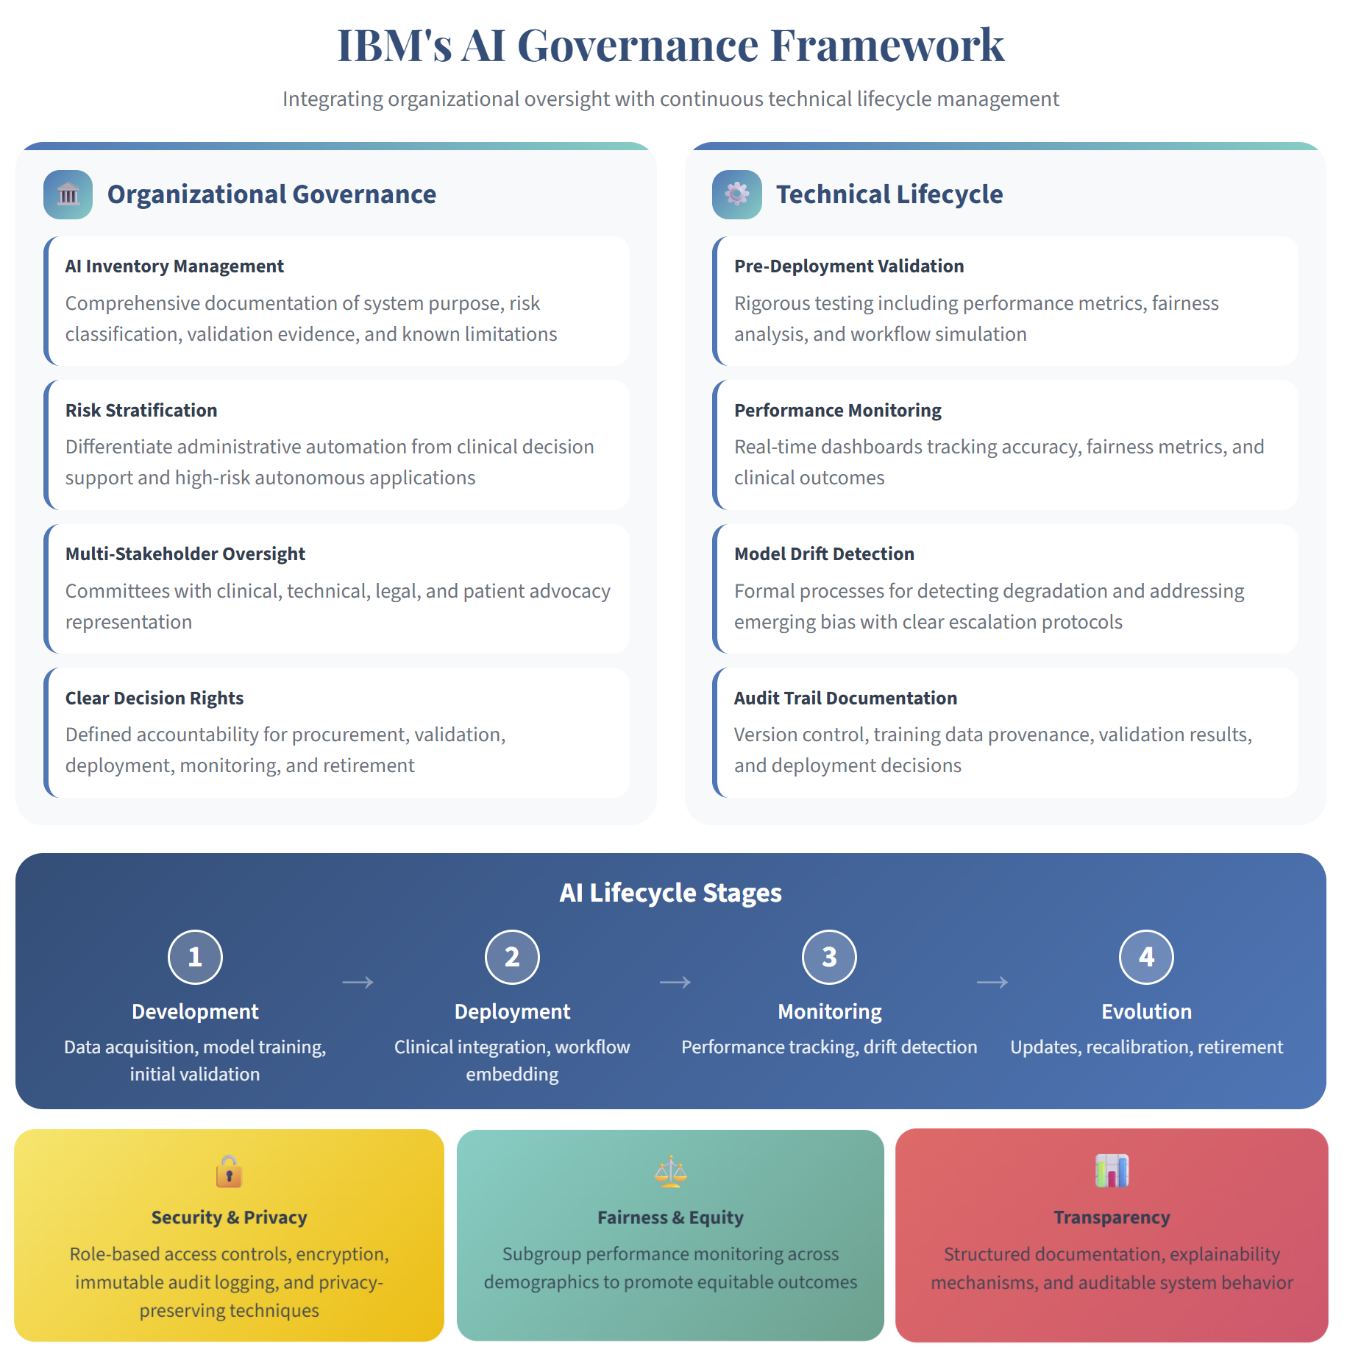 IBM's AI Governance Framework
Integrating organizational oversight with continuous technical lifecycle management
Organizational Governance
AI Inventory Management
Comprehensive documentation of system purpose, risk
classification, validation evidence, and known limitations
Risk Stratification
Differentiate administrative automation from clinical decision
support and high-risk autonomous applications
Multi-Stakeholder Oversight
Committees with clinical, technical, legal, and patient advocacy
representation
Clear Decision Rights
Defined accountability for procurement, validation,
deployment, monitoring, and retirement
Technical Lifecycle
Pre-Deployment Validation
Rigorous testing including performance metrics, fairness
analysis, and workflow simulation
Performance Monitoring
Real-time dashboards tracking accuracy, fairness metrics, and
clinical outcomes
Model Drift Detection
Formal processes for detecting degradation and addressing
emerging bias with clear escalation protocols
Audit Trail Documentation
Version control, training data provenance, validation results,
and deployment decisions
AI Lifecycle Stages
1
Development
Data acquisition, model training,
initial validation
→
2
Deployment
Clinical integration, workflow
embedding
→
3
Monitoring
Performance tracking, drift detection
→
4
Evolution
Updates, recalibration, retirement
Security & Privacy
Role-based access controls, encryption,
immutable audit logging, and privacy-
preserving techniques
Fairness & Equity
Subgroup performance monitoring across
demographics to promote equitable outcomes
Transparency
Structured documentation, explainability
mechanisms, and auditable system behavior